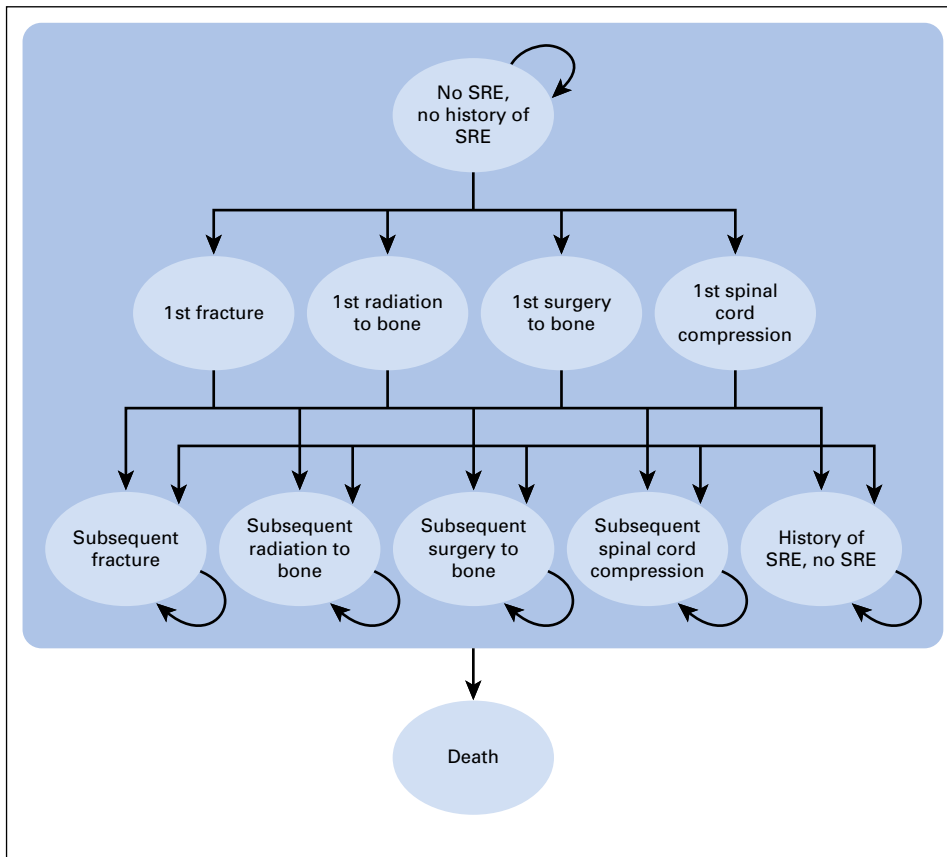 No SRE,
no history of
SRE
1st fracture
1st radiation
to bone
1st surgery
to bone
1st spinal
cord
compression
Subsequent
fracture
Subsequent
radiation to
bone
Subsequent
surgery to
bone
Subsequent
spinal cord
compression
History of
SRE, no SRE
Death